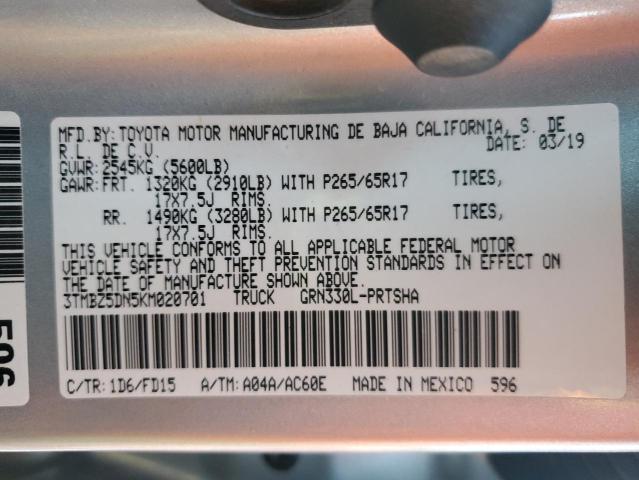 MFD.BY:TOYOTA MOTOR MANUFACTURING DE BAJA CALIFORNIA, S. DE
R.L. DE C.V. DATE: 03/19
GVWR:2545KG (5600LB)
GAWR:FRT. 1320KG (2910LB) WITH P265/65R17 TIRES,
17X7.5J RIMS.
RR. 1490KG (3280LB) WITH P265/65R17 TIRES,
17X7.5J RIMS.
THIS VEHICLE CONFORMS TO ALL APPLICABLE FEDERAL MOTOR
VEHICLE SAFETY AND THEFT PREVENTION STANDARDS IN EFFECT ON
THE DATE OF MANUFACTURE SHOWN ABOVE.
3TMBZ5DN5KM020701 TRUCK GRN330L-PRTSHA
C/TR:1D6/FD15 A/TM:A04A/AC60E MADE IN MEXICO 596
506